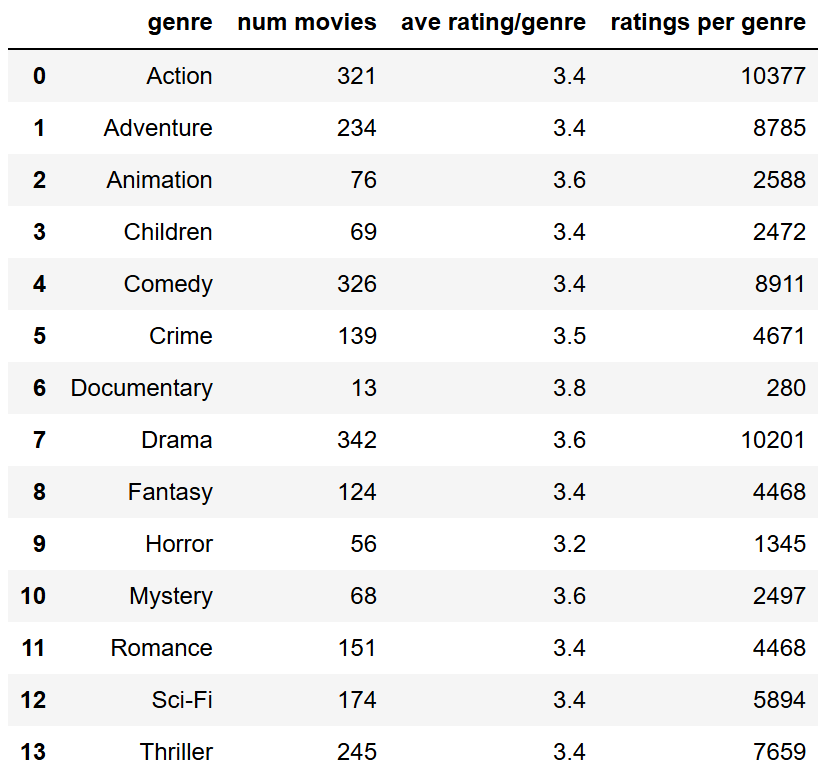 genre num movies ave rating/genre ratings per genre
0 Action 321 3.4 10377
1 Adventure 234 3.4 8785
2 Animation 76 3.6 2588
3 Children 69 3.4 2472
4 Comedy 326 3.4 8911
5 Crime 139 3.5 4671
6 Documentary 13 3.8 280
7 Drama 342 3.6 10201
8 Fantasy 124 3.4 4468
9 Horror 56 3.2 1345
10 Mystery 68 3.6 2497
11 Romance 151 3.4 4468
12 Sci-Fi 174 3.4 5894
13 Thriller 245 3.4 7659